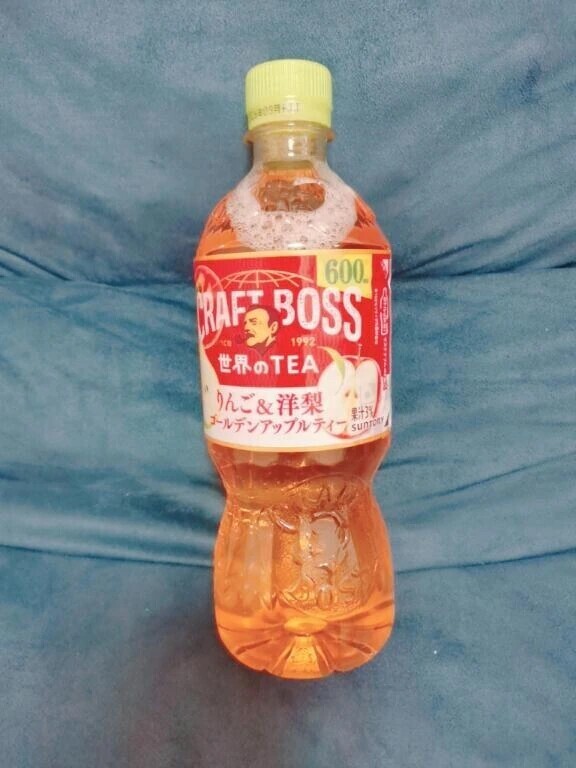 600ml
CRAFT BOSS
1992
世界のTEA
りんご&洋梨
ゴールデンアップルティー
果汁3%
SUNTORY